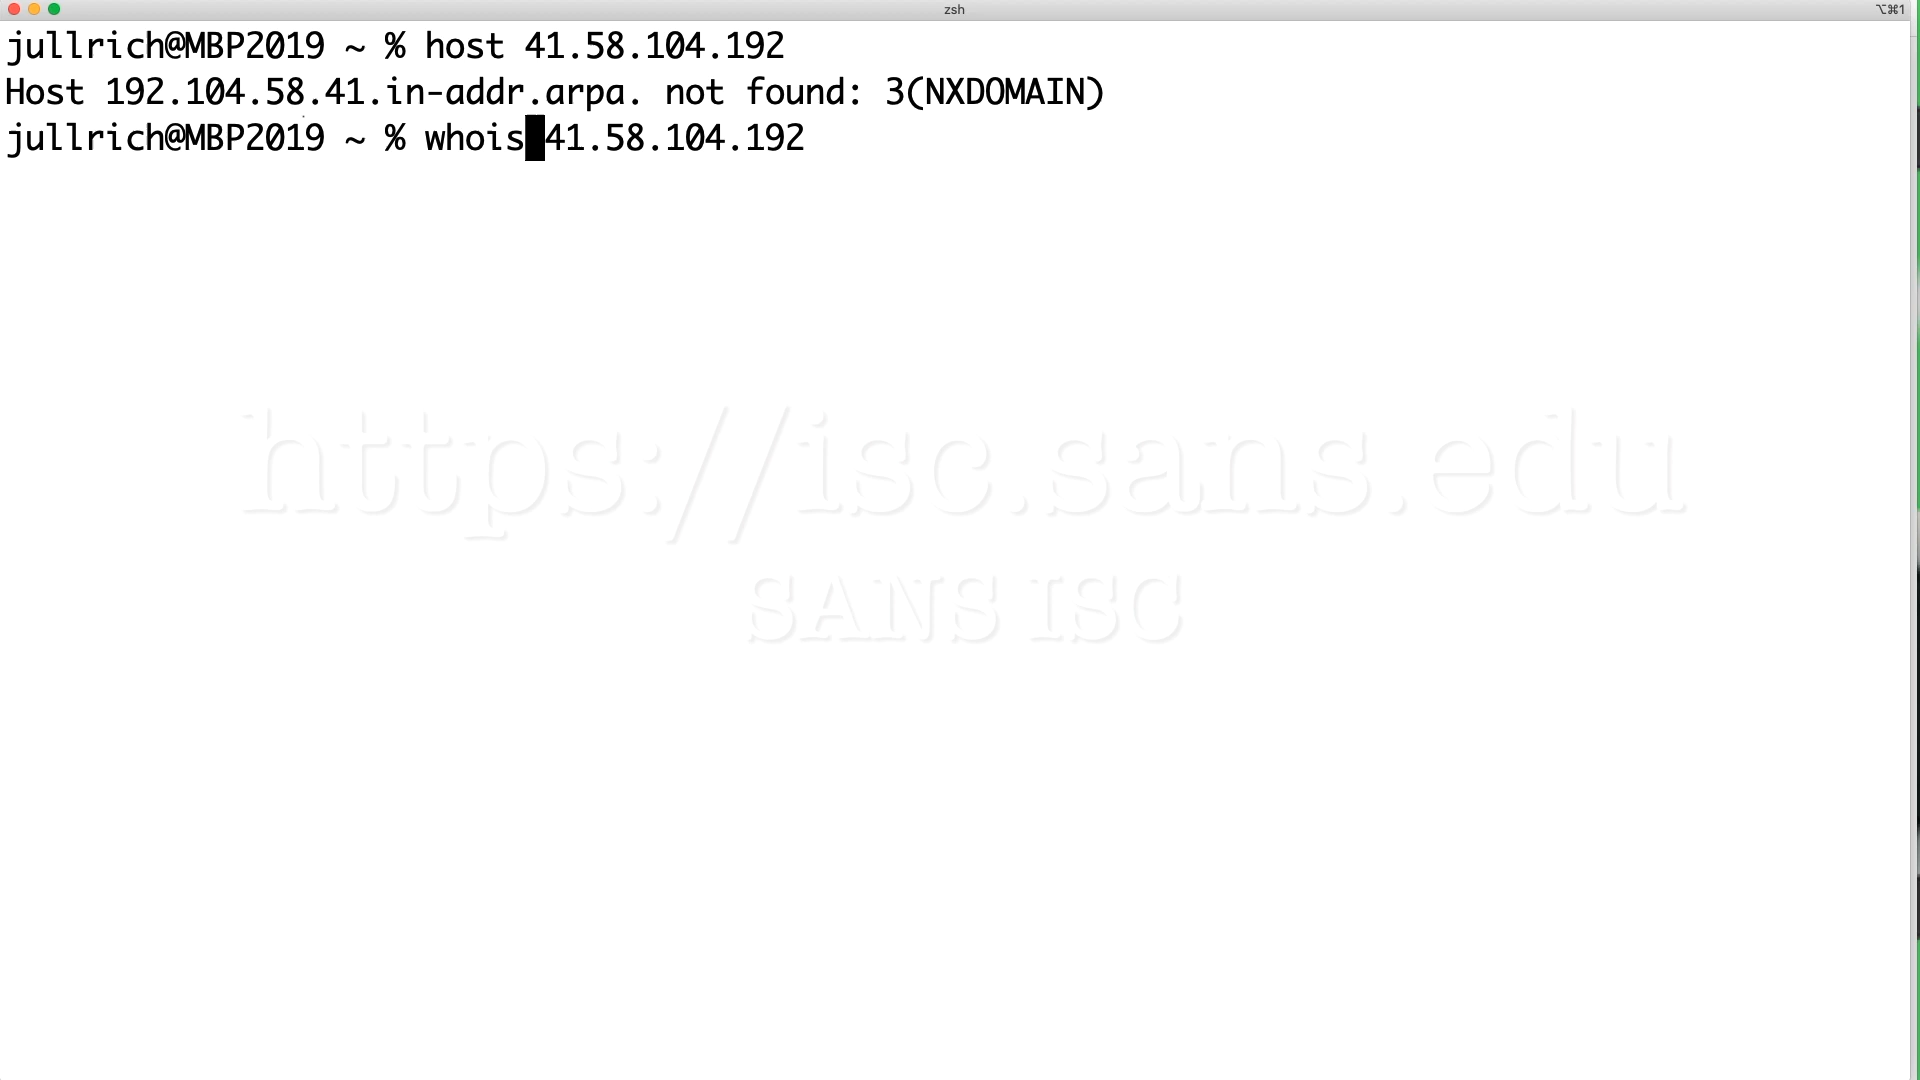 zsh
⌥⌘1
jullrich@MBP2019 ~ % host 41.58.104.192
Host 192.104.58.41.in-addr.arpa. not found: 3(NXDOMAIN)
jullrich@MBP2019 ~ % whois 41.58.104.192
https://isc.sans.edu
SANS ISC